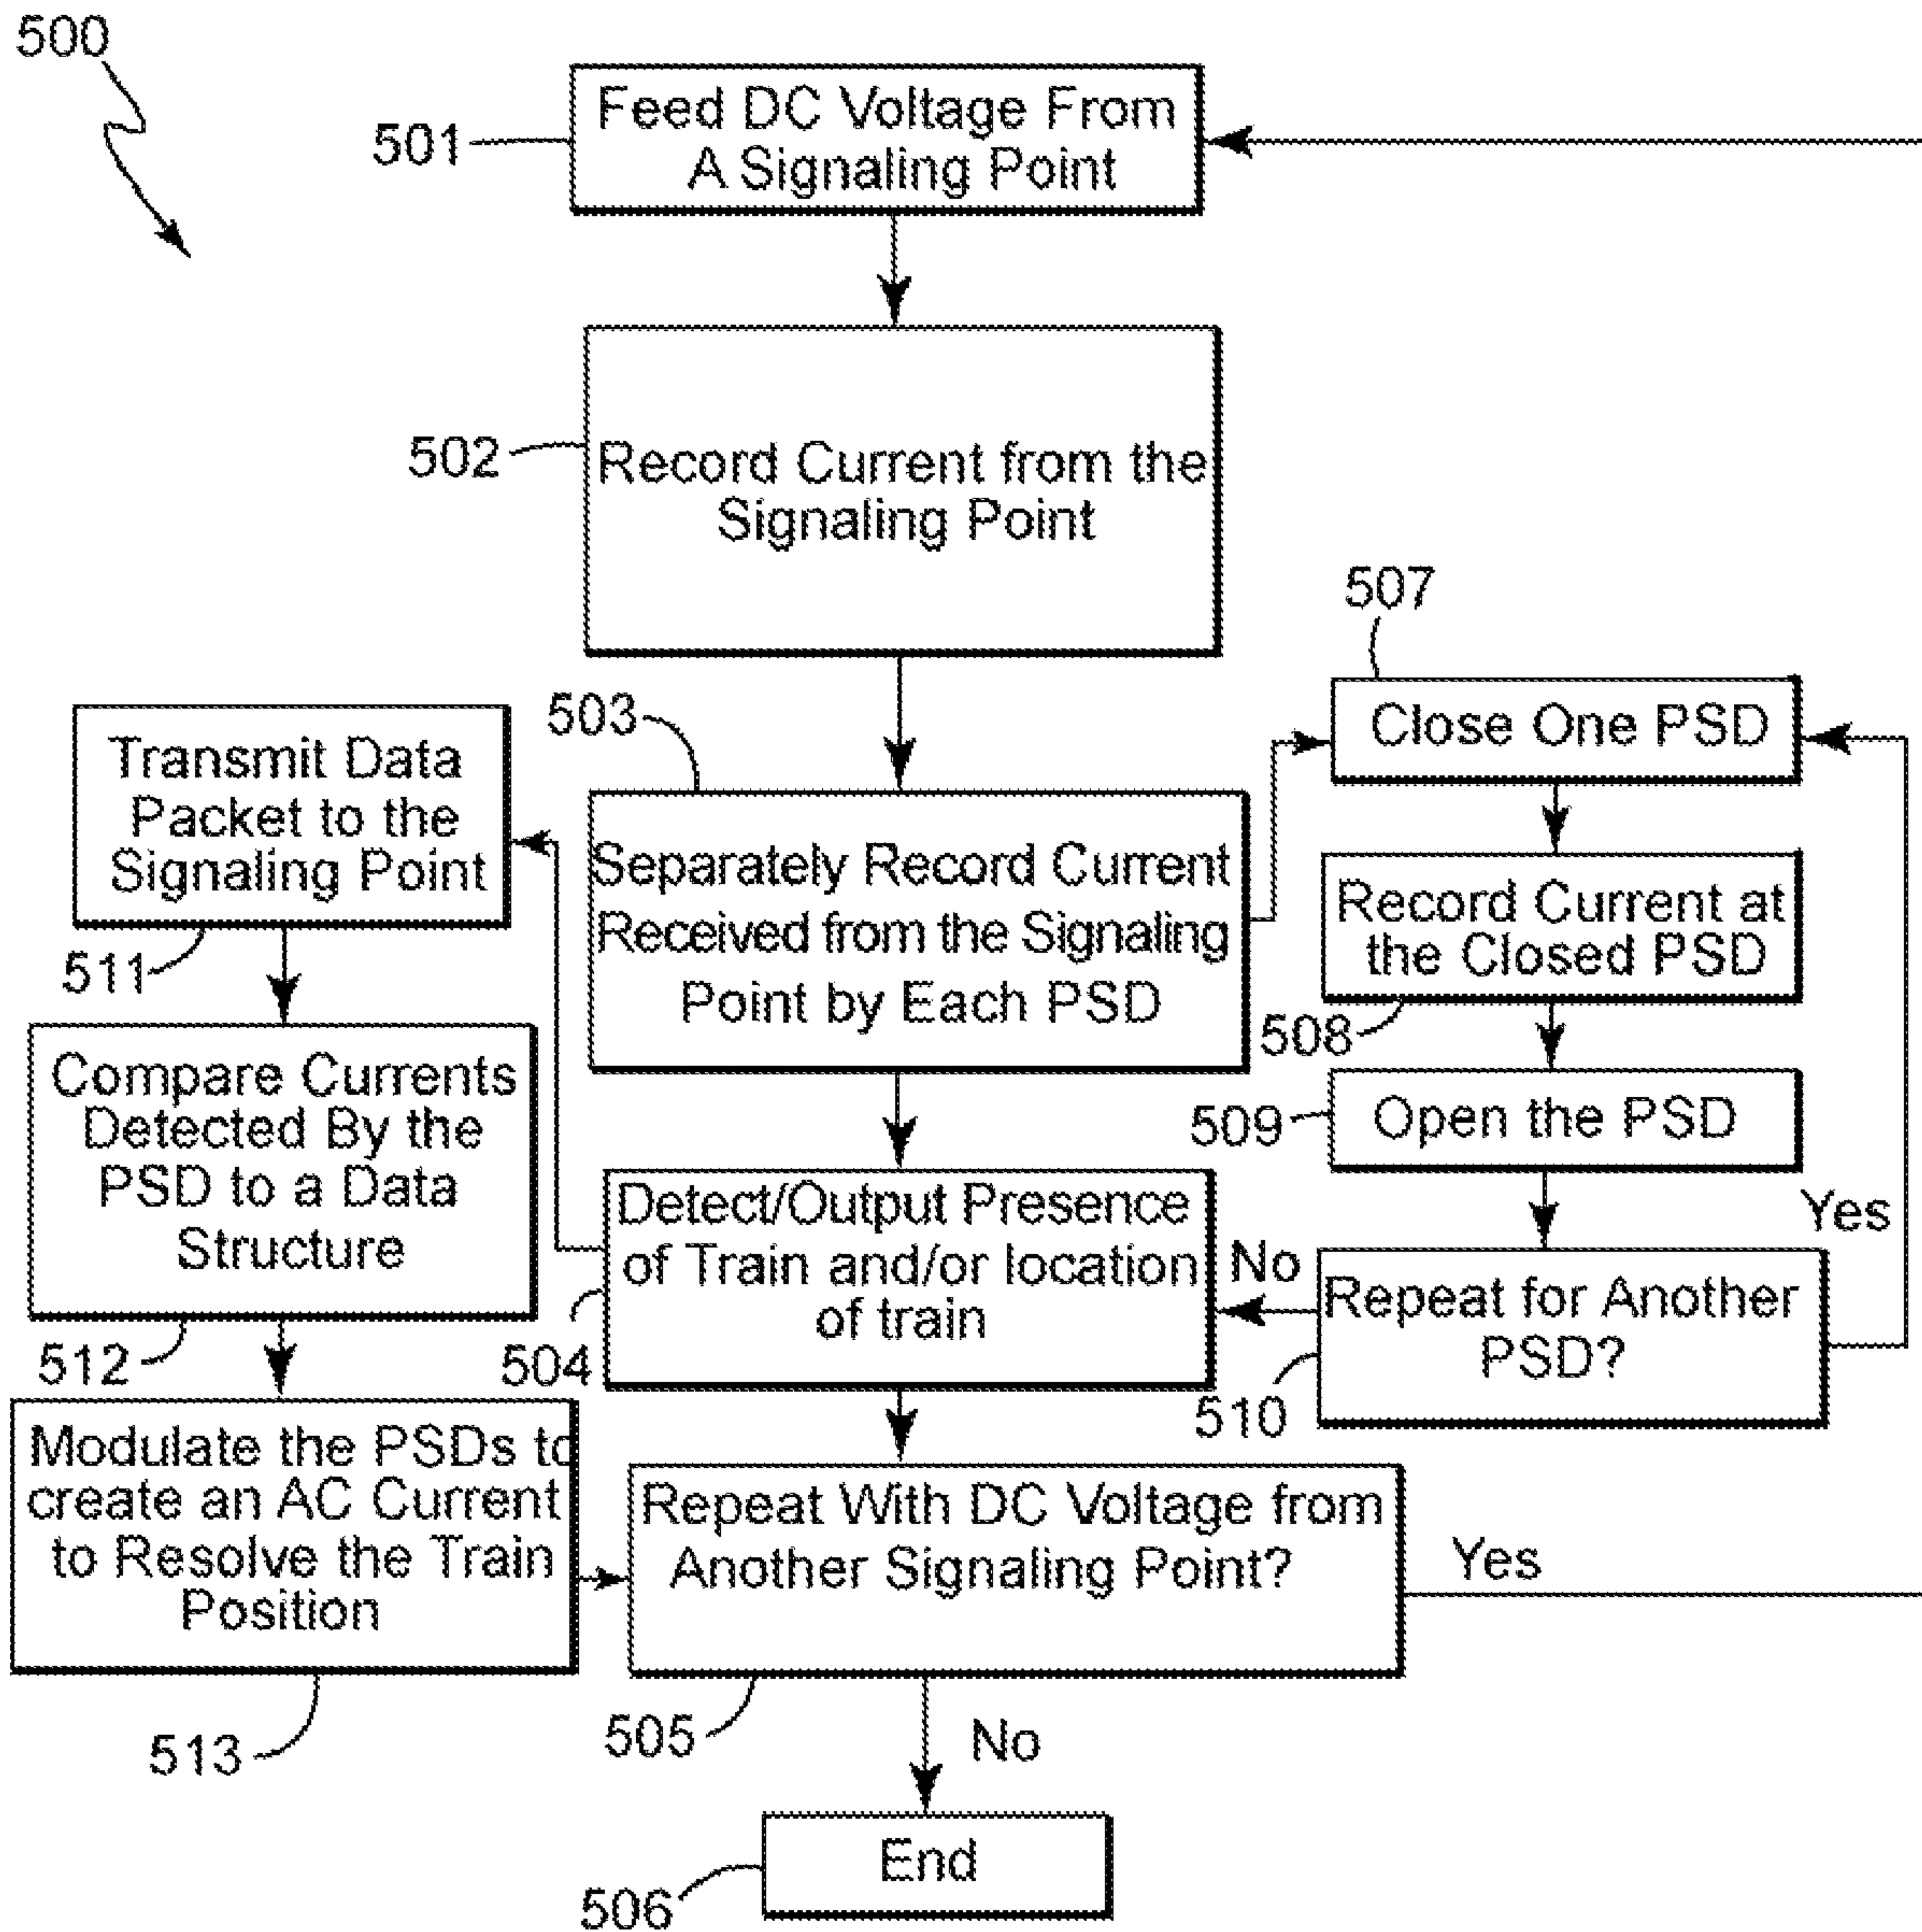 500
501
Feed DC Voltage From
A Signaling Point
502
Record Current from the
Signaling Point
507
Close One PSD
503
Transmit Data
Packet to the
Signaling Point
511
Separately Record Current
Received from the Signaling
Point by Each PSD
Record Current at
the Closed PSD
508
Compare Currents
Detected By the
PSD to a Data
Structure
512
509
Open the PSD
Detect/Output Presence
of Train and/or location
of train
504
No
Yes
Repeat for Another
PSD?
510
Modulate the PSDs to
create an AC Current
to Resolve the Train
Position
513
Repeat With DC Voltage from
Another Signaling Point?
505
Yes
No
End
506